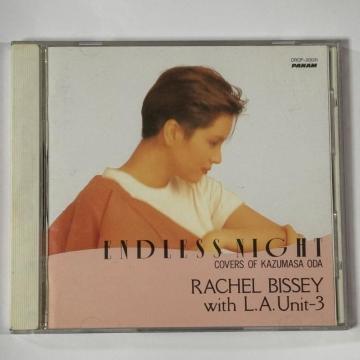 PANAM
ENDLESS NIGHT
COVERS OF KAZUMASA ODA
RACHEL BISSEY
with L.A.Unit-3